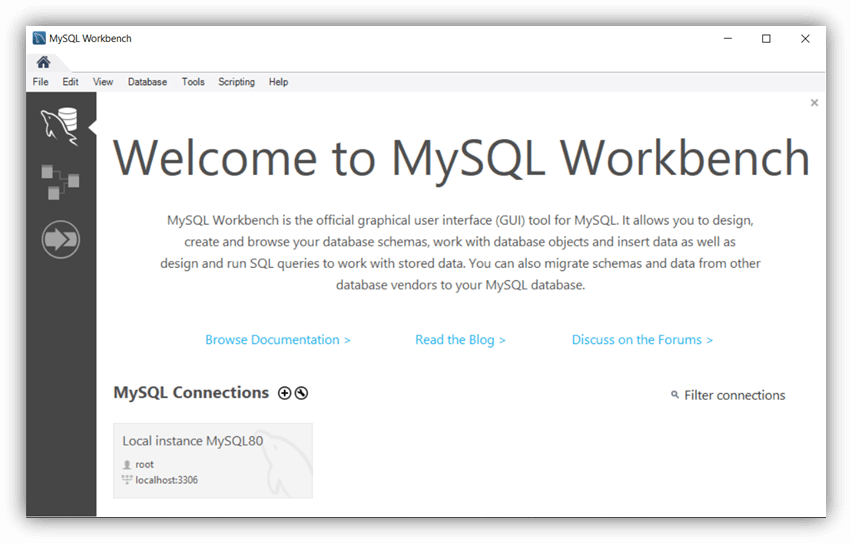 MySQL Workbench
File Edit View Database Tools Scripting Help
Welcome to MySQL Workbench
MySQL Workbench is the official graphical user interface (GUI) tool for MySQL. It allows you to design,
create and browse your database schemas, work with database objects and insert data as well as
design and run SQL queries to work with stored data. You can also migrate schemas and data from other
database vendors to your MySQL database.
Browse Documentation > Read the Blog > Discuss on the Forums >
MySQL Connections Filter connections
Local instance MySQL80
root
localhost:3306